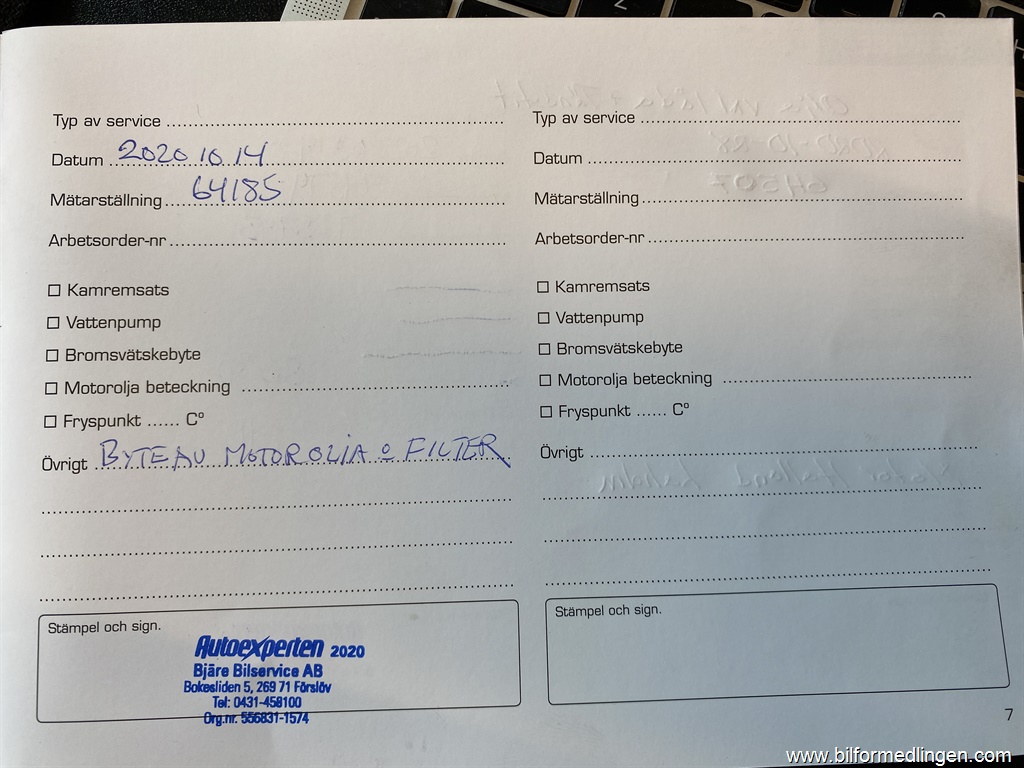 Typ av service
Datum 2020 10 14
Mätarställning 64185
Arbetsorder-nr
Kamremsats
Vattenpump
Bromsvätskebyte
Motorolja beteckning
Fryspunkt ...... Cº
Övrigt BYTE AV MOTOROLJA o FILTER
Stämpel och sign.
Autoexperten 2020
Bjäre Bilservice AB
Bokesliden 5, 269 71 Förslöv
Tel: 0431-458100
Org.nr. 556831-1574
Typ av service
Datum
Mätarställning
Arbetsorder-nr
Kamremsats
Vattenpump
Bromsvätskebyte
Motorolja beteckning
Fryspunkt ...... Cº
Övrigt
Stämpel och sign.
7
www.bilformedlingen.com